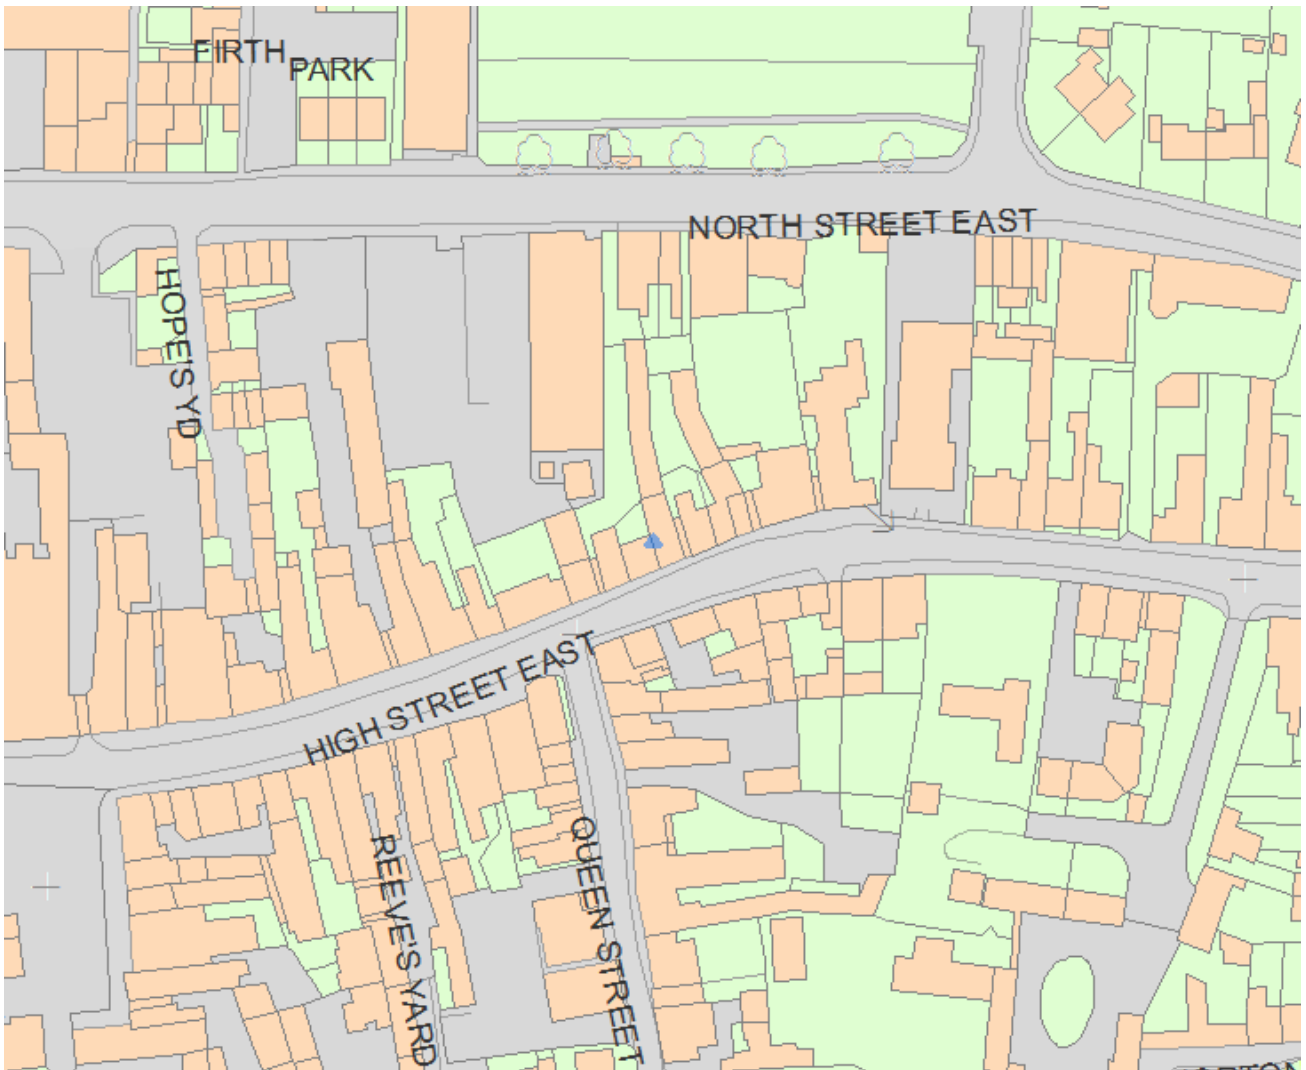 FIRTH PARK
NORTH STREET EAST
HOPE'S YD
HIGH STREET EAST
QUEEN STREET
REEVE'S YARD